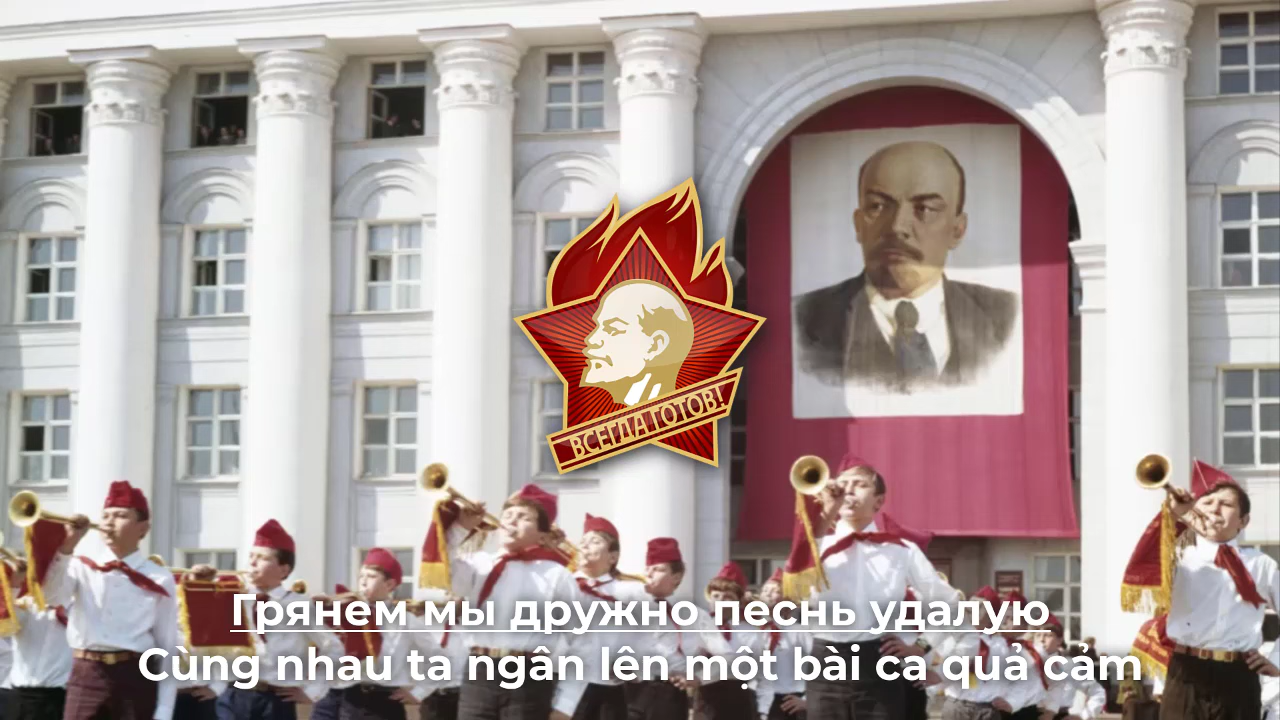 ВСЕГДА ГОТОВ!
Грянем мы дружно песнь удалую
Cùng nhau ta ngân lên một bài ca quả cảm